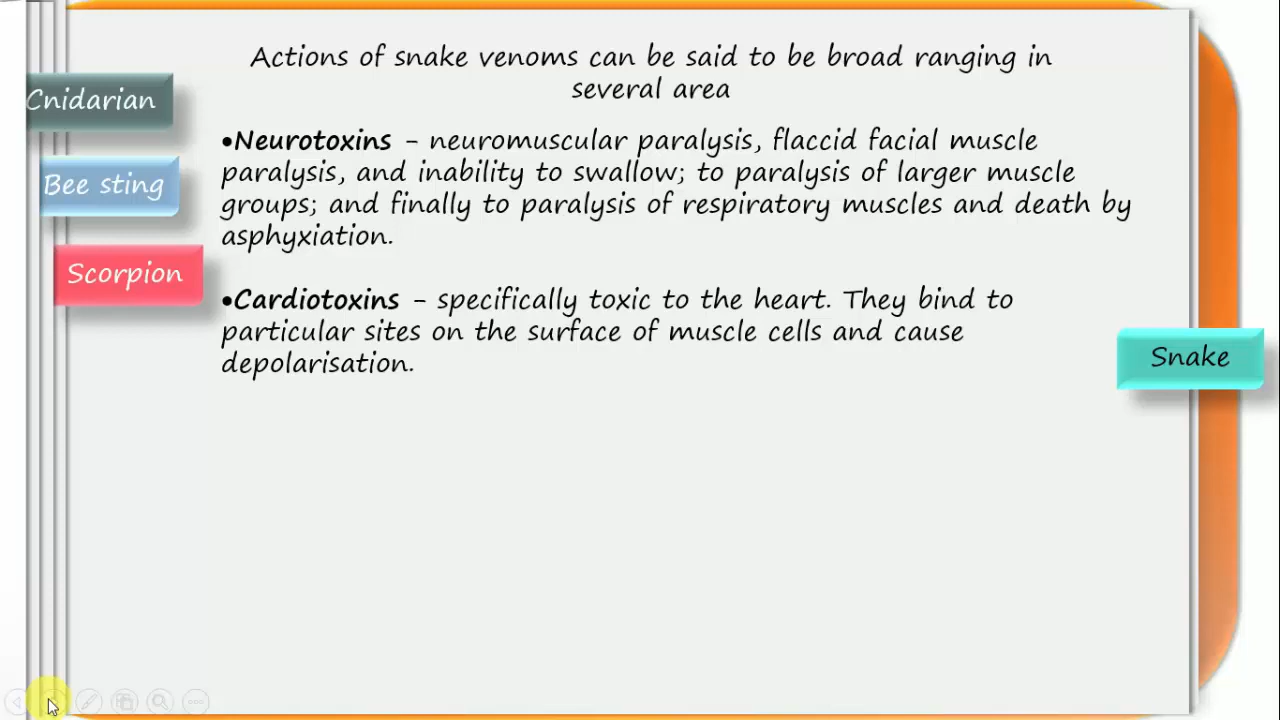 Actions of snake venoms can be said to be broad ranging in
several area
Cnidarian
Bee sting
Scorpion
•Neurotoxins - neuromuscular paralysis, flaccid facial muscle
paralysis, and inability to swallow; to paralysis of larger muscle
groups; and finally to paralysis of respiratory muscles and death by
asphyxiation.
•Cardiotoxins - specifically toxic to the heart. They bind to
particular sites on the surface of muscle cells and cause
depolarisation.
Snake